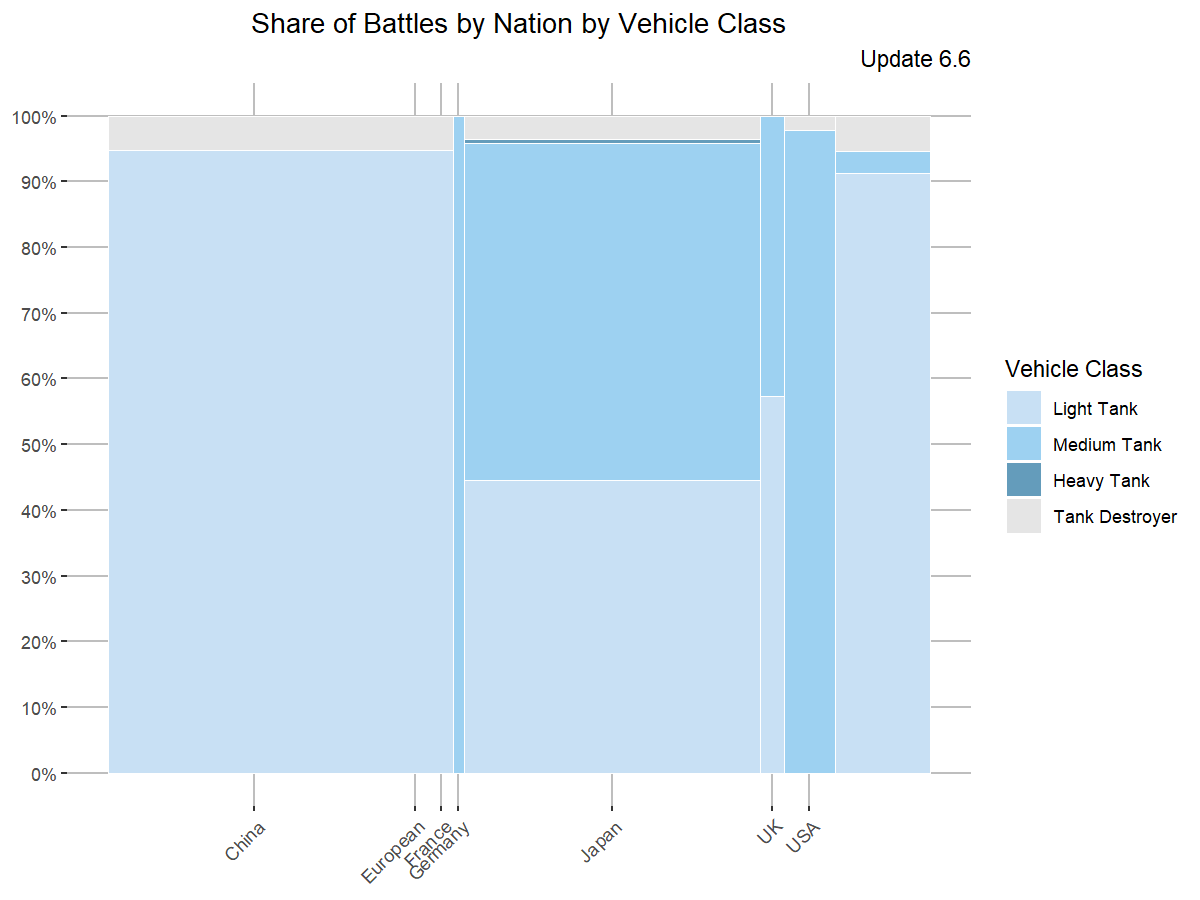 Share of Battles by Nation by Vehicle Class
Update 6.6
100%
90%
80%
70%
60%
50%
40%
30%
20%
10%
0%
China
European
France
Germany
Japan
UK
USA
Vehicle Class
Light Tank
Medium Tank
Heavy Tank
Tank Destroyer